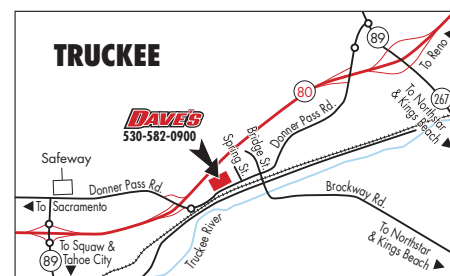 TRUCKEE
89
To Reno
80
267
To Northstar
& Kings Beach
DAVE'S
530-582-0900
Donner Pass Rd.
Bridge St.
Spring St.
Safeway
Donner Pass Rd.
Brockway Rd.
To Sacramento
Truckee River
To Squaw &
Tahoe City
89
To Northstar
& Kings Beach